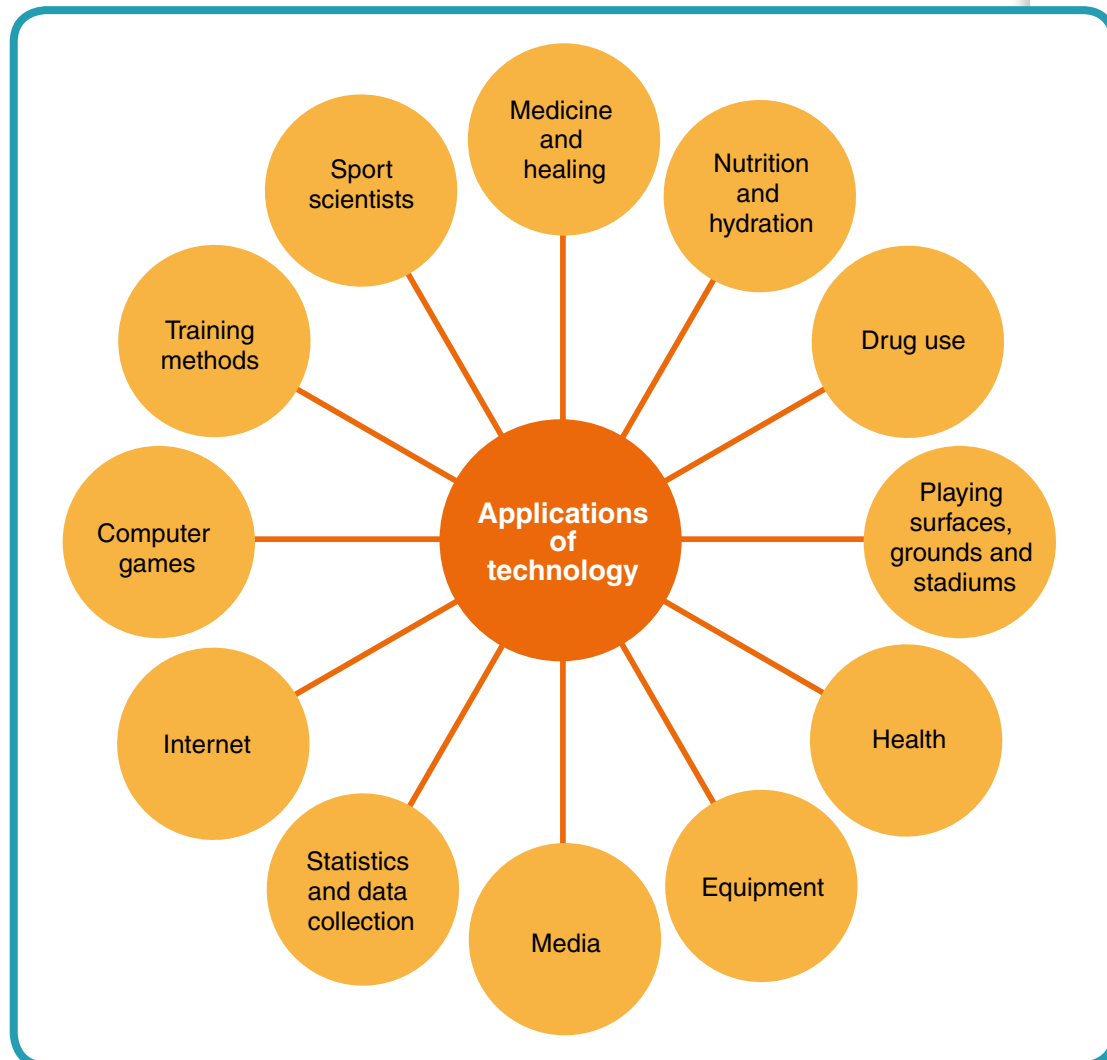 Medicine
and
healing
Nutrition
and
hydration
Drug use
Playing
surfaces,
grounds and
stadiums
Health
Equipment
Media
Statistics
and data
collection
Internet
Computer
games
Training
methods
Sport
scientists
Applications
of
technology